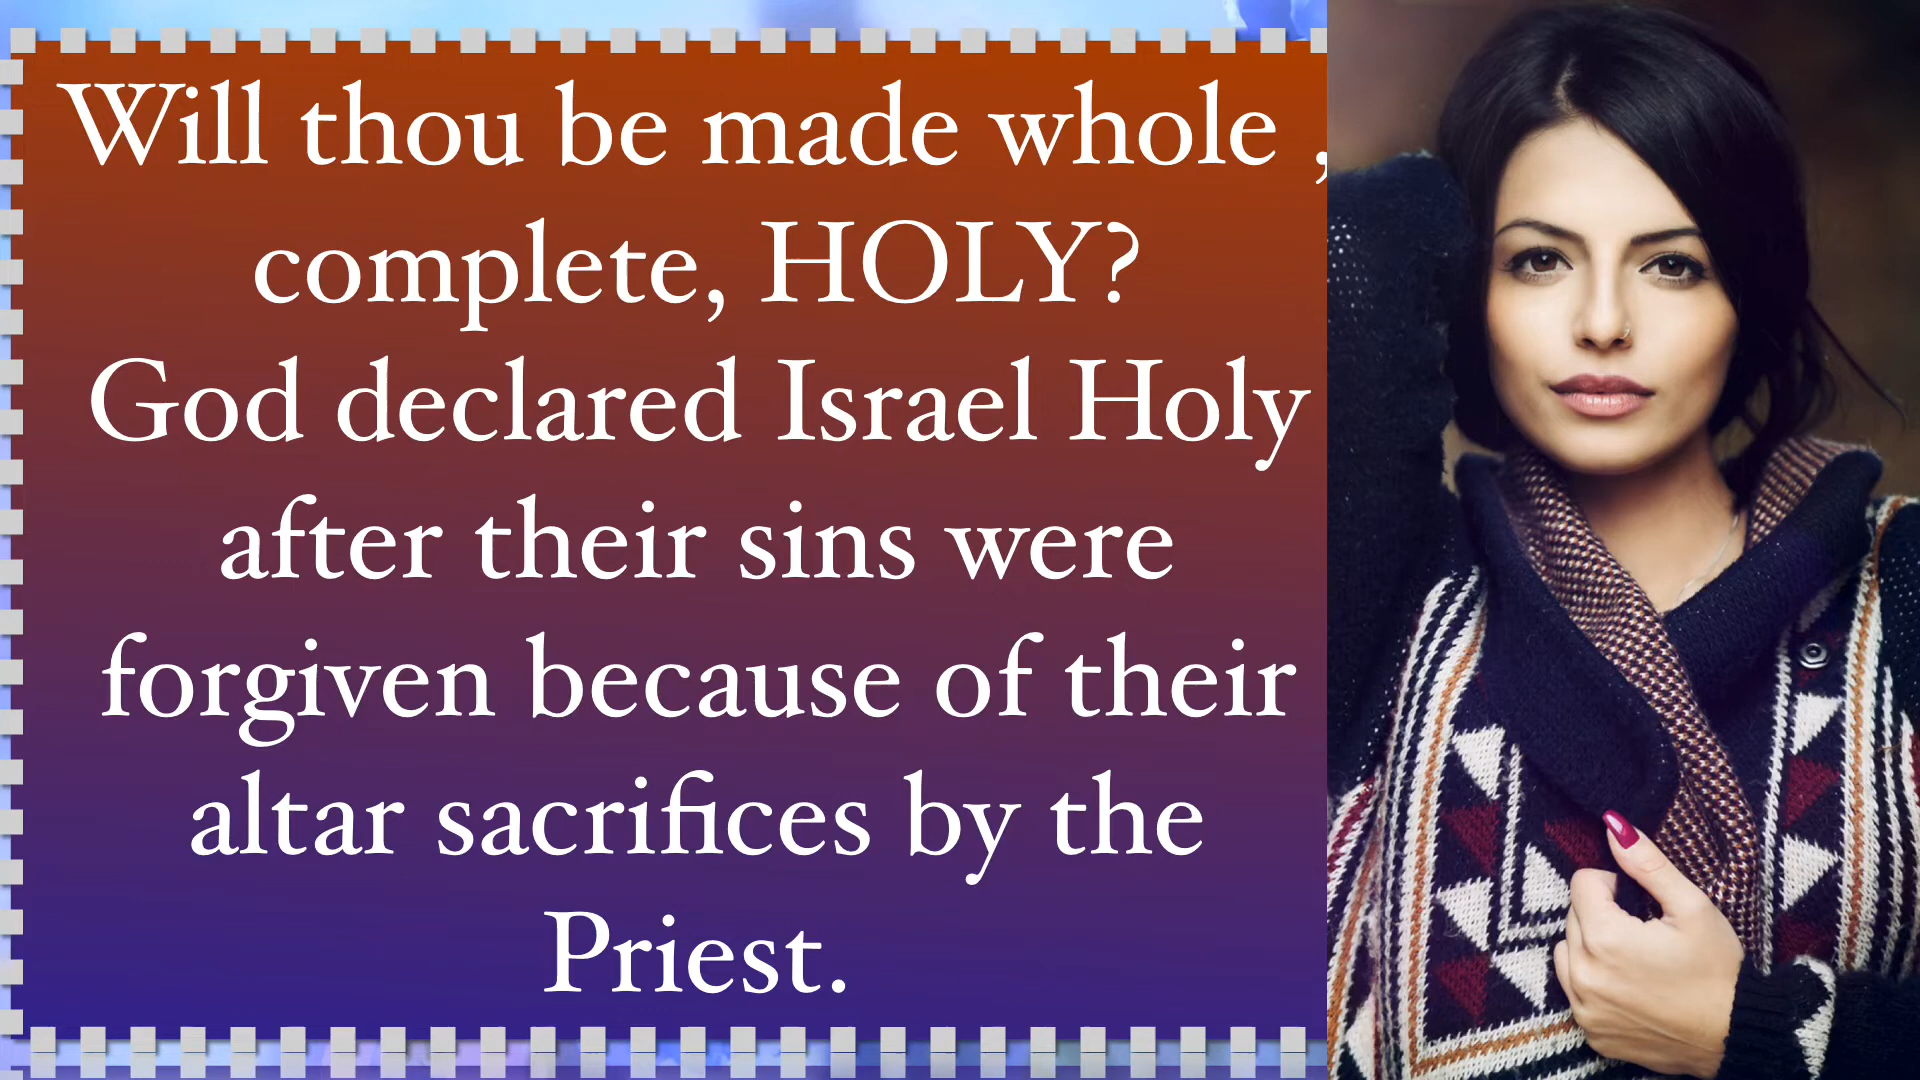 Will thou be made whole ,
complete, HOLY?
God declared Israel Holy
after their sins were
forgiven because of their
altar sacrifices by the
Priest.